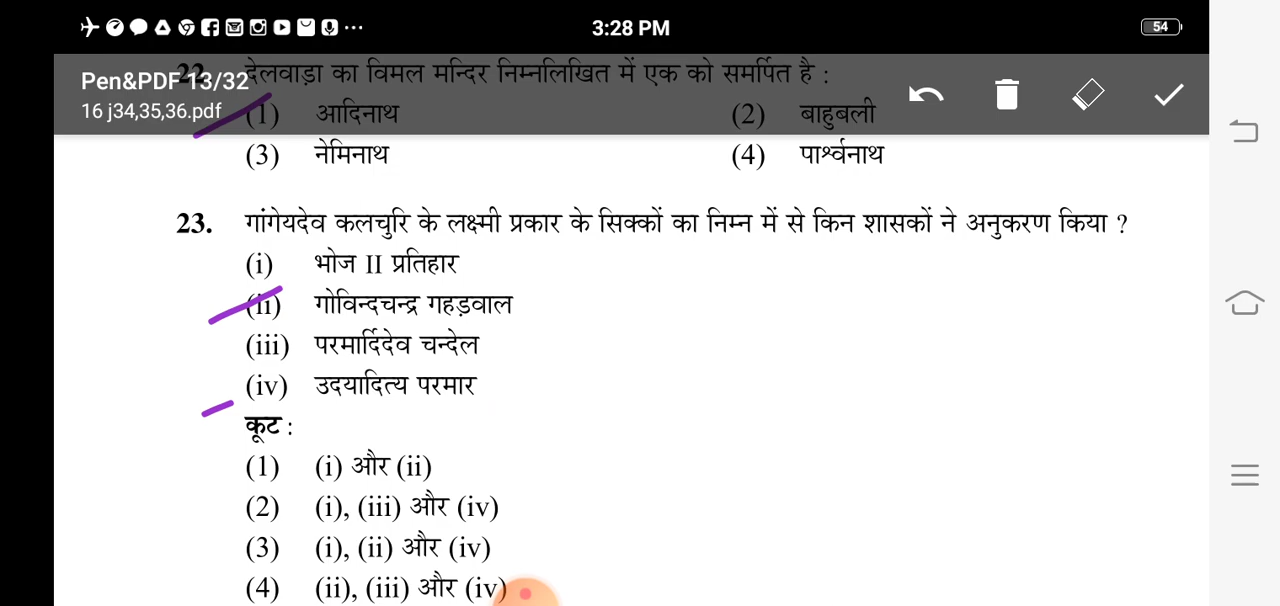 3:28 PM
54
22. देलवाड़ा का विमल मन्दिर निम्नलिखित में एक को समर्पित है :
Pen&PDF 13/32
16 j34,35,36.pdf
(1) आदिनाथ (2) बाहुबली
(3) नेमिनाथ (4) पार्श्वनाथ
23. गांगेयदेव कलचुरि के लक्ष्मी प्रकार के सिक्कों का निम्न में से किन शासकों ने अनुकरण किया ?
(i) भोज II प्रतिहार
(ii) गोविन्दचन्द्र गहड़वाल
(iii) परमार्दिदेव चन्देल
(iv) उदयादित्य परमार
कूट :
(1) (i) और (ii)
(2) (i), (iii) और (iv)
(3) (i), (ii) और (iv)
(4) (ii), (iii) और (iv)